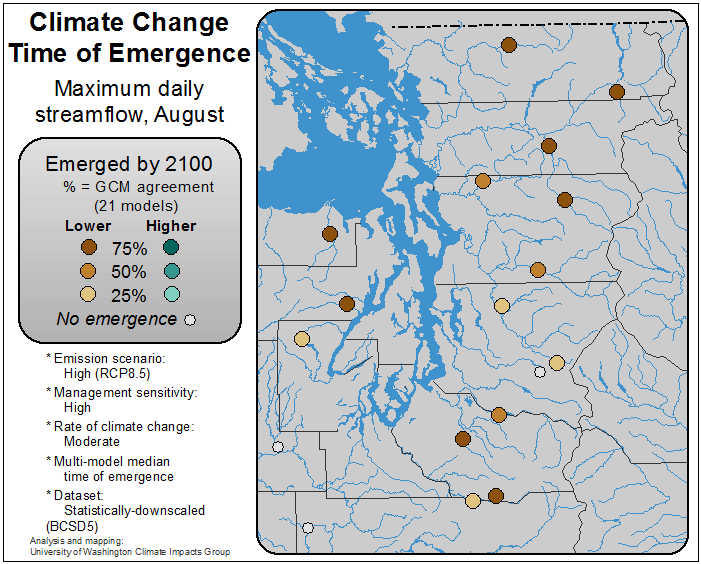 Climate Change
Time of Emergence
Maximum daily
streamflow, August
Emerged by 2100
% = GCM agreement
(21 models)
Lower Higher
75%
50%
25%
No emergence
* Emission scenario:
High (RCP8.5)
* Management sensitivity:
High
* Rate of climate change:
Moderate
* Multi-model median
time of emergence
* Dataset:
Statistically-downscaled
(BCSD5)
Analysis and mapping:
University of Washington Climate Impacts Group